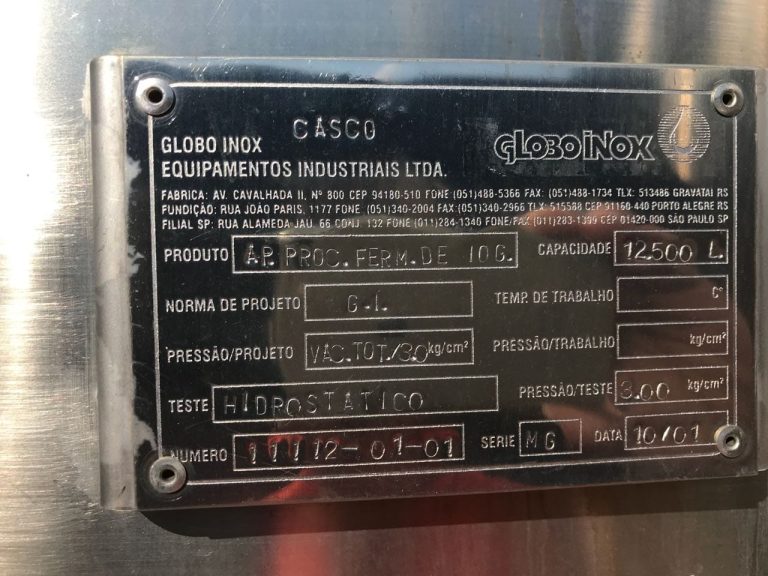 CASCO
GLOBOINOX
GLOBO INOX
EQUIPAMENTOS INDUSTRIAIS LTDA.
FABRICA: AV. CAVALHADA II, Nº 800 CEP 94180-510 FONE (051)488-5366 FAX: (051)488-1734 TLX: 513486 GRAVATAI RS
FUNDIÇÃO: RUA JOÃO PARIS, 1177 FONE (051)340-2004 FAX:(051)340-2966 TLX: 515588 CEP 91160-440 PORTO ALEGRE RS
FILIAL SP: RUA ALAMEDA JAÚ, 66 CONJ. 132 FONE (011)284-1340 FONE/FAX (011)283-1399 CEP 01420-000 SÃO PAULO SP
PRODUTO AP. PROC. FERM. DE IOG. CAPACIDADE 12.500 L.
NORMA DE PROJETO G.I. TEMP. DE TRABALHO Cº
PRESSÃO/PROJETO VAC.TOT./3.0 kg/cm² PRESSÃO/TRABALHO kg/cm²
TESTE HIDROSTATICO PRESSÃO/TESTE 3.00 kg/cm²
NUMERO 11112-01-01 SERIE MG DATA 10/01